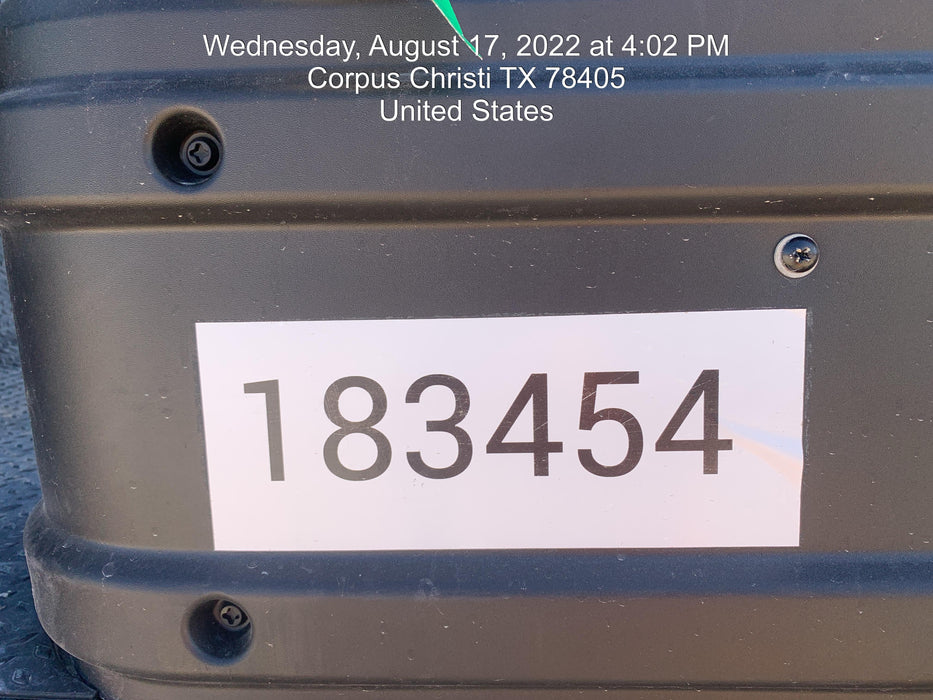 Wednesday, August 17, 2022 at 4:02 PM
Corpus Christi TX 78405
United States
183454